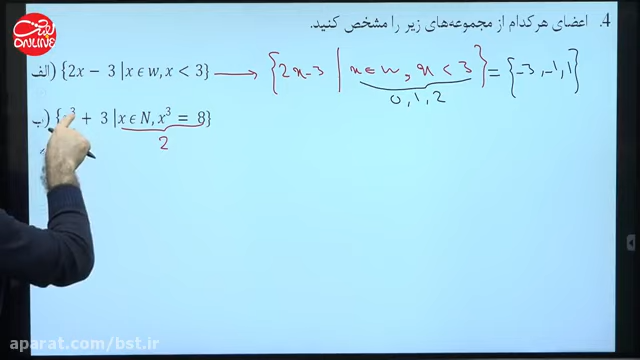 4. اعضای هرکدام از مجموعه‌های زیر را مشخص کنید.
الف) {2x − 3 | x ∈ w, x < 3} → {2x-3 | x∈w, x<3} = {-3, -1, 1}
0, 1, 2
ب) { ³ + 3 | x ∈ N, x³ = 8}
2
ONLINE
aparat.com/bst.ir